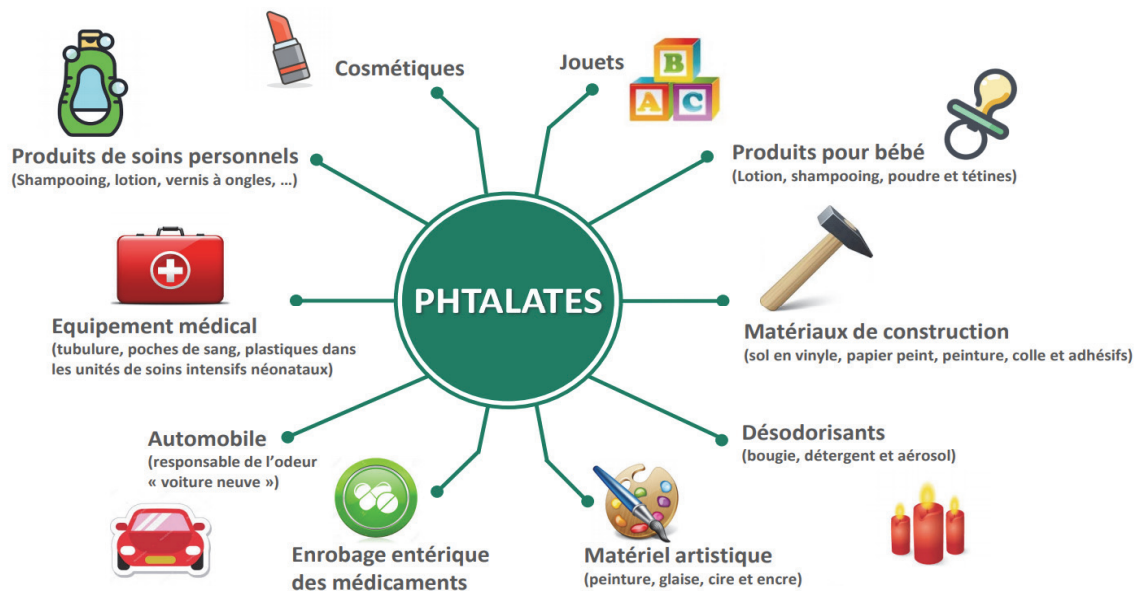 Cosmétiques
Jouets
B
A C
Produits de soins personnels
(Shampooing, lotion, vernis à ongles, ...)
Produits pour bébé
(Lotion, shampooing, poudre et tétines)
PHTALATES
Equipement médical
(tubulure, poches de sang, plastiques dans
les unités de soins intensifs néonataux)
Matériaux de construction
(sol en vinyle, papier peint, peinture, colle et adhésifs)
Automobile
(responsable de l'odeur
« voiture neuve »)
Désodorisants
(bougie, détergent et aérosol)
Enrobage entérique
des médicaments
Matériel artistique
(peinture, glaise, cire et encre)